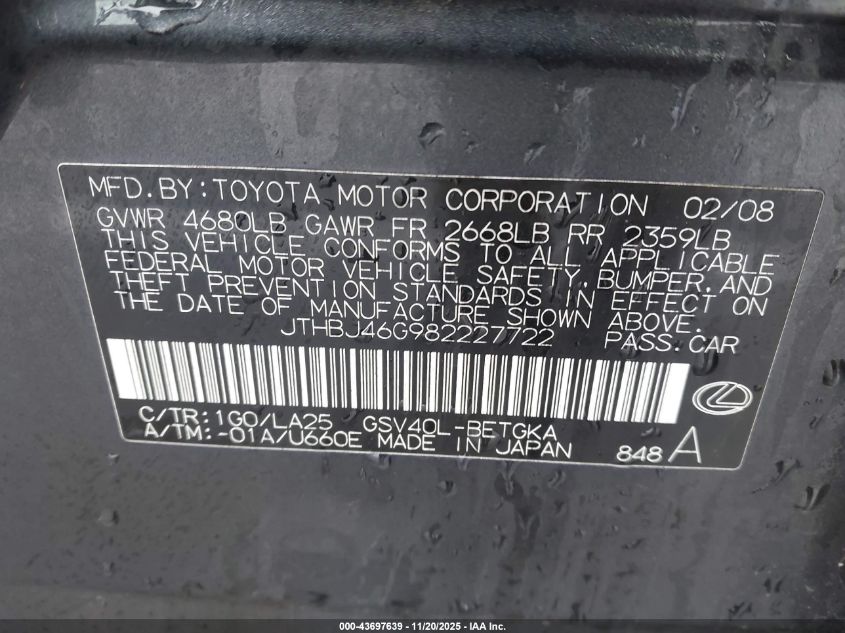 MFD.BY:TOYOTA MOTOR CORPORATION 02/08
GVWR 4680LB GAWR FR 2668LB RR 2359LB
THIS VEHICLE CONFORMS TO ALL APPLICABLE
FEDERAL MOTOR VEHICLE SAFETY,BUMPER,AND
THEFT PREVENTION STANDARDS IN EFFECT ON
THE DATE OF MANUFACTURE SHOWN ABOVE.
JTHBJ46G982227722 PASS.CAR
C/TR:1G0/LA25 GSV40L-BETGKA
A/TM:-01A/U660E MADE IN JAPAN 848 A
000-43697639 - 11/20/2025 - IAA Inc.